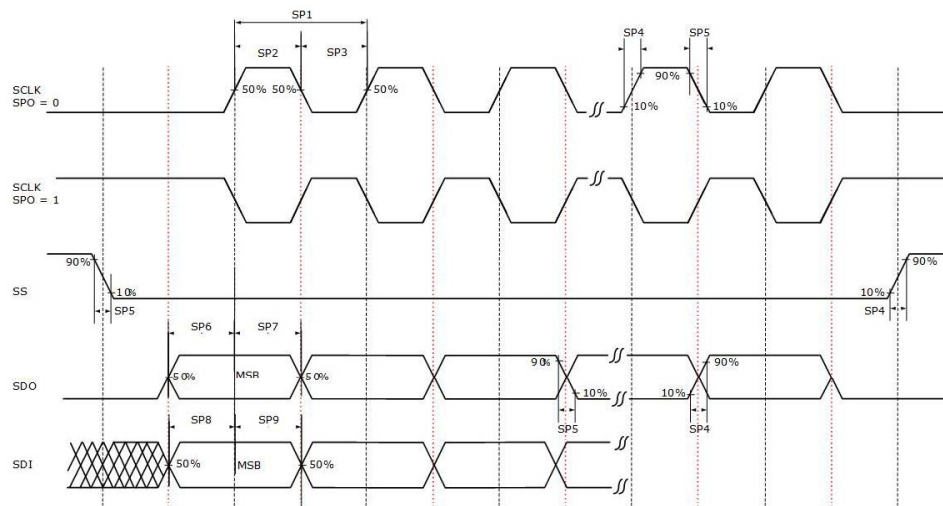 SP1
SP2 SP3 SP4 SP5
SCLK
SPO = 0
50% 50% 50% 90% 10% 10%
SCLK
SPO = 1
90% 90%
SS 10% 10%
SP5 SP4
SP6 SP7
90% 90%
SDO 50% MSB 50% 10% 10%
SP8 SP9 SP5 SP4
SDI 50% MSB 50%